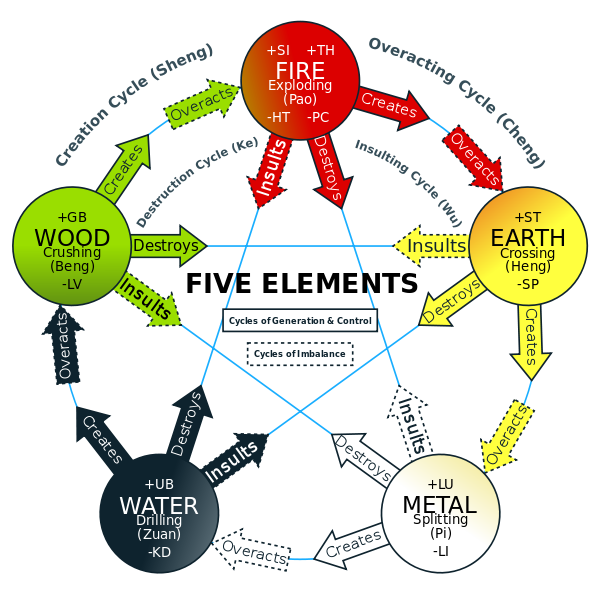 Creation Cycle (Sheng)
Overacting Cycle (Cheng)
Destruction Cycle (Ke)
Insulting Cycle (Wu)
+SI +TH
FIRE
Exploding
(Pao)
-HT -PC
Overacts
Creates
Insults
Destroys
Overacts
Creates
+GB
WOOD
Crushing
(Beng)
-LV
Destroys
Insults
Insults
+ST
EARTH
Crossing
(Heng)
-SP
Destroys
Creates
FIVE ELEMENTS
Cycles of Generation & Control
Cycles of Imbalance
Overacts
Creates
Destroys
Insults
+UB
WATER
Drilling
(Zuan)
-KD
Overacts
Insults
Destroys
Creates
Overacts
+LU
METAL
Splitting
(Pi)
-LI